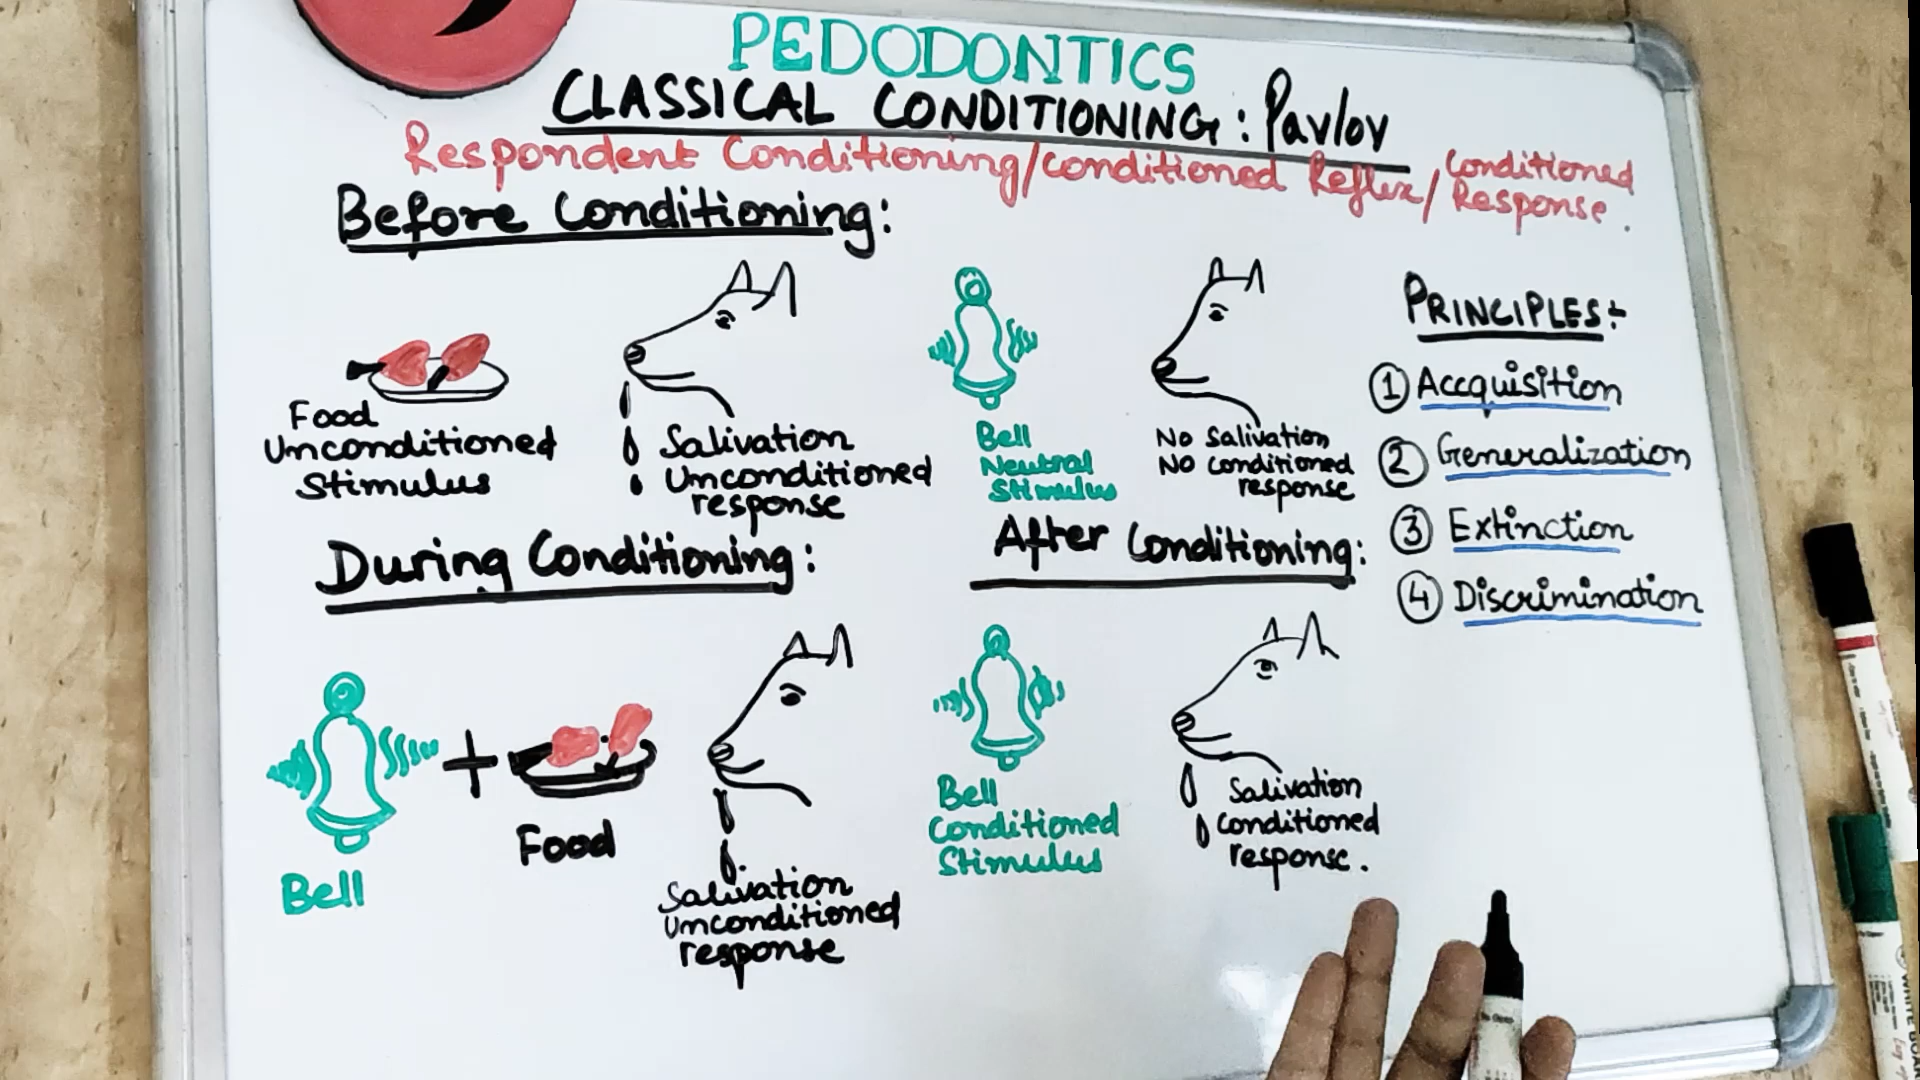 PEDODONTICS
CLASSICAL CONDITIONING: Pavlov
Respondent Conditioning/Conditioned Reflex/Conditioned Response.
Before Conditioning:
Food
Unconditioned
Stimulus
Salivation
Unconditioned
response
Bell
Neutral
Stimulus
No Salivation
No conditioned
response
During Conditioning:
Bell
+
Food
Salivation
Unconditioned
response
After Conditioning:
Bell
Conditioned
Stimulus
Salivation
Conditioned
response.
PRINCIPLES:-
① Accquisition
② Generalization
③ Extinction
④ Discrimination